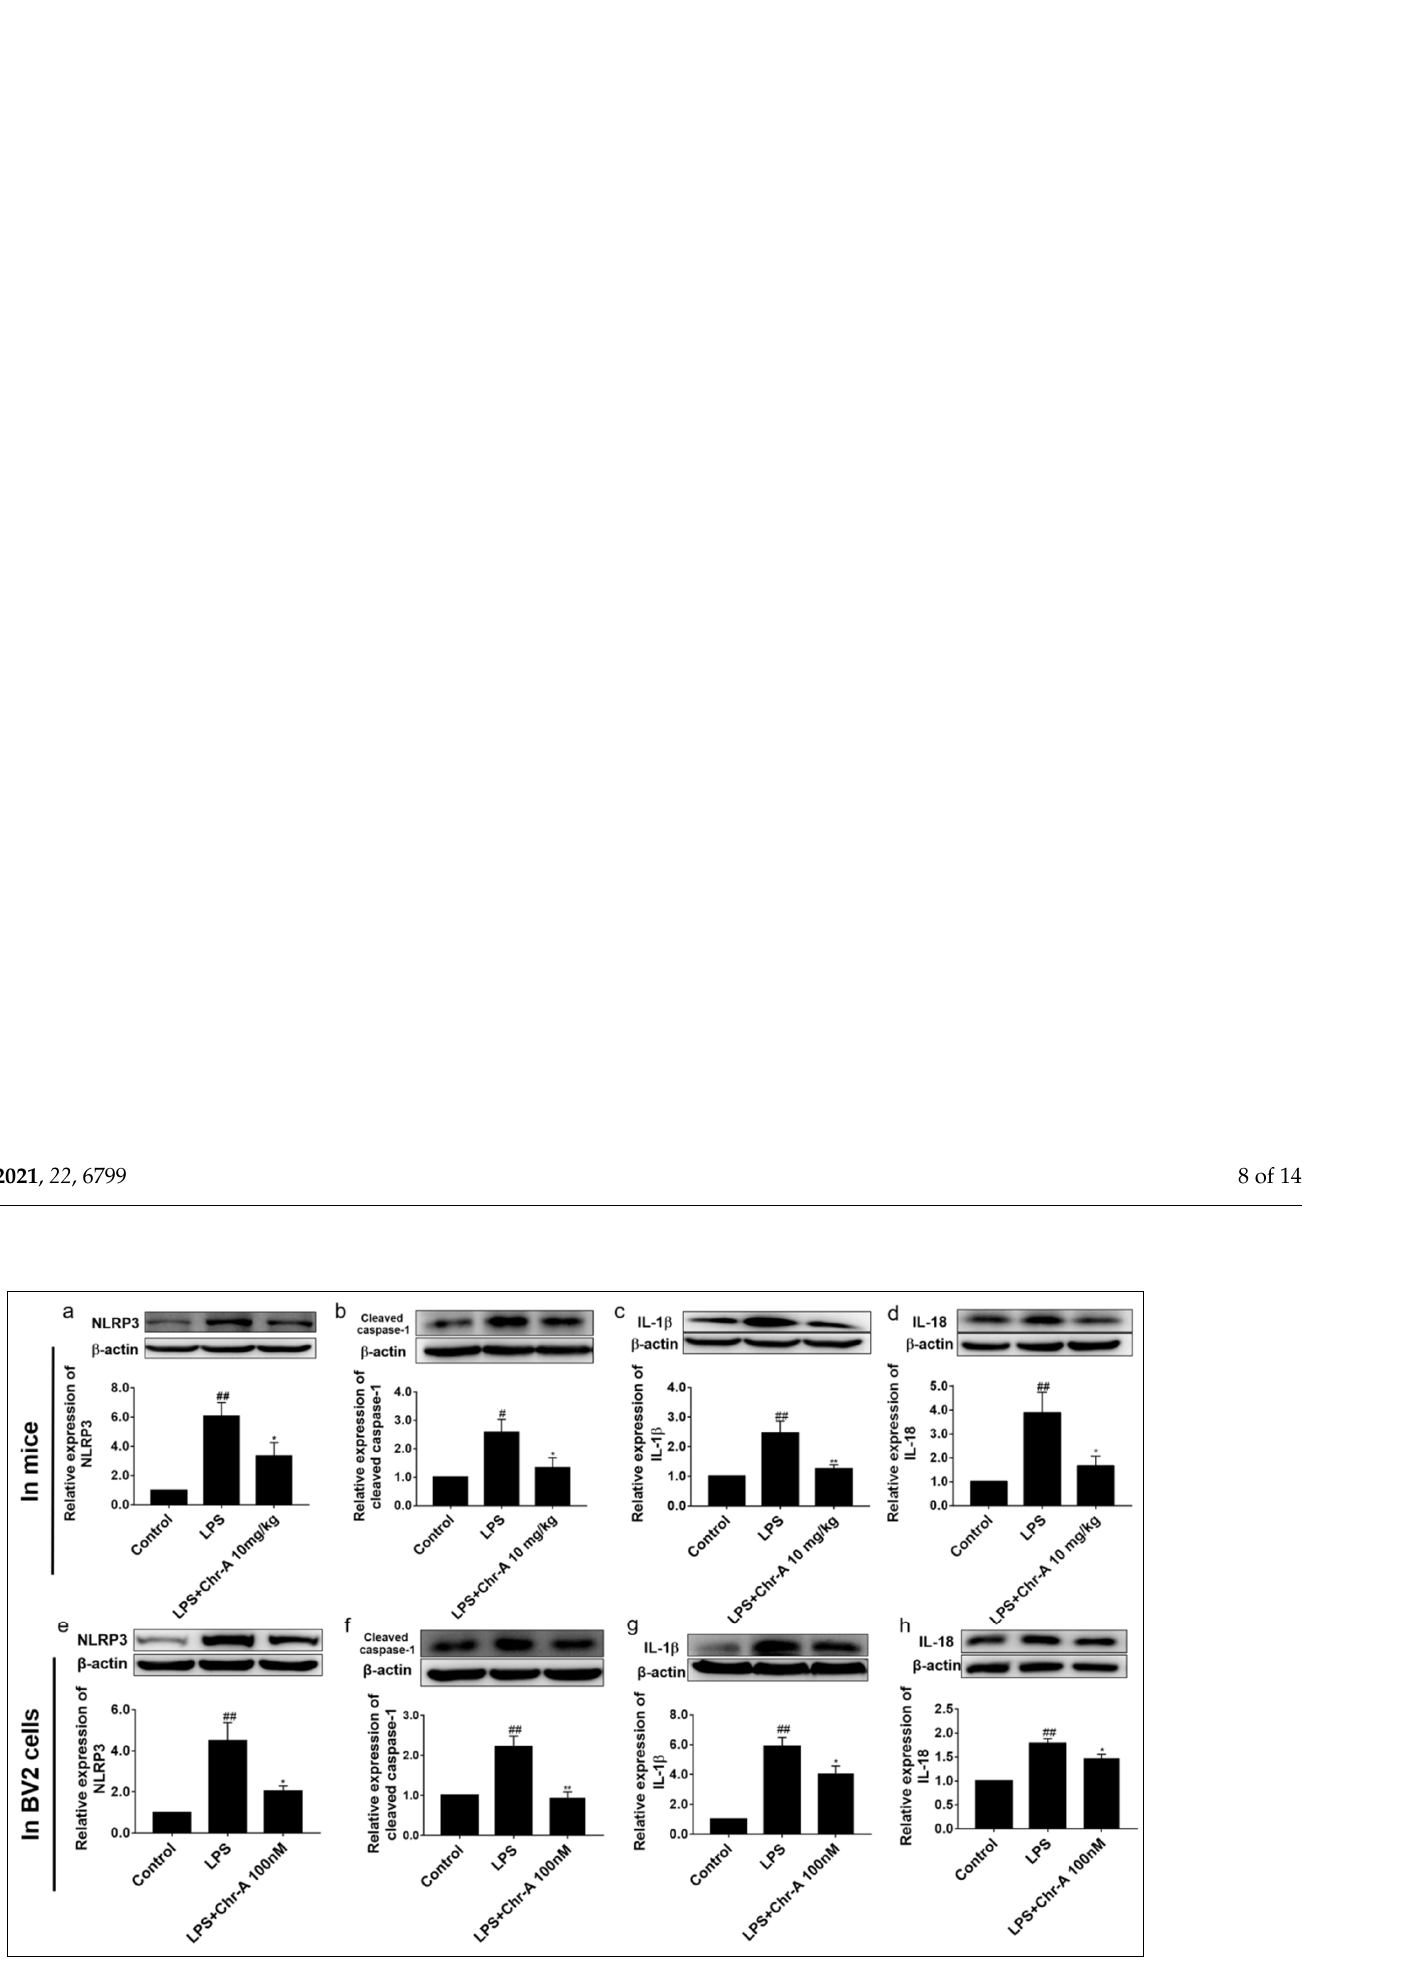 2021, 22, 6799
8 of 14
In mice
a
NLRP3
β-actin
Relative expression of
NLRP3
8.0
6.0
4.0
2.0
0.0
##
*
Control
LPS
LPS+Chr-A 10mg/kg
b
Cleaved
caspase-1
β-actin
Relative expression of
cleaved caspase-1
4.0
3.0
2.0
1.0
0.0
#
*
Control
LPS
LPS+Chr-A 10 mg/kg
c
IL-1β
β-actin
Relative expression of
IL-1β
4.0
3.0
2.0
1.0
0.0
##
**
Control
LPS
LPS+Chr-A 10 mg/kg
d
IL-18
β-actin
Relative expression of
IL-18
5.0
4.0
3.0
2.0
1.0
0.0
##
*
Control
LPS
LPS+Chr-A 10 mg/kg
In BV2 cells
e
NLRP3
β-actin
Relative expression of
NLRP3
6.0
4.0
2.0
0.0
##
*
Control
LPS
LPS+Chr-A 100nM
f
Cleaved
caspase-1
β-actin
Relative expression of
cleaved caspase-1
3.0
2.0
1.0
0.0
##
**
Control
LPS
LPS+Chr-A 100nM
g
IL-1β
β-actin
Relative expression of
IL-1β
8.0
6.0
4.0
2.0
0.0
##
*
Control
LPS
LPS+Chr-A 100nM
h
IL-18
β-actin
Relative expression of
IL-18
2.5
2.0
1.5
1.0
0.5
0.0
##
*
Control
LPS
LPS+Chr-A 100nM